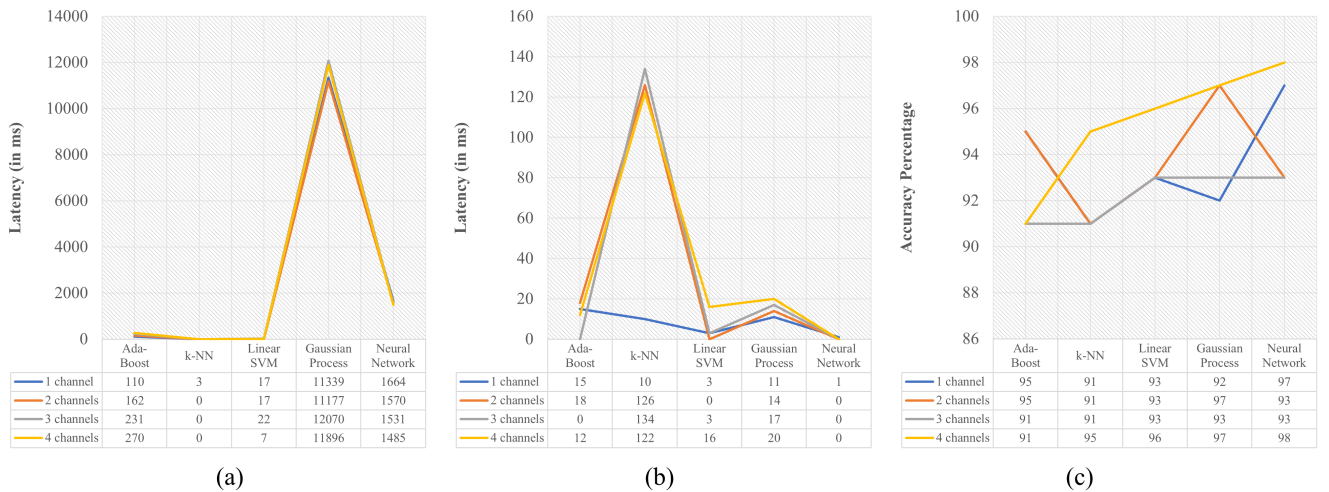 14000
12000
10000
8000
6000
4000
2000
0
Latency (in ms)
Ada-Boost k-NN Linear SVM Gaussian Process Neural Network
1 channel 110 3 17 11339 1664
2 channels 162 0 17 11177 1570
3 channels 231 0 22 12070 1531
4 channels 270 0 7 11896 1485
(a)
160
140
120
100
80
60
40
20
0
Latency (in ms)
Ada-Boost k-NN Linear SVM Gaussian Process Neural Network
1 channel 15 10 3 11 1
2 channels 18 126 0 14 0
3 channels 0 134 3 17 0
4 channels 12 122 16 20 0
(b)
100
98
96
94
92
90
88
86
Accuracy Percentage
Ada-Boost k-NN Linear SVM Gaussian Process Neural Network
1 channel 95 91 93 92 97
2 channels 95 91 93 97 93
3 channels 91 91 93 93 93
4 channels 91 95 96 97 98
(c)